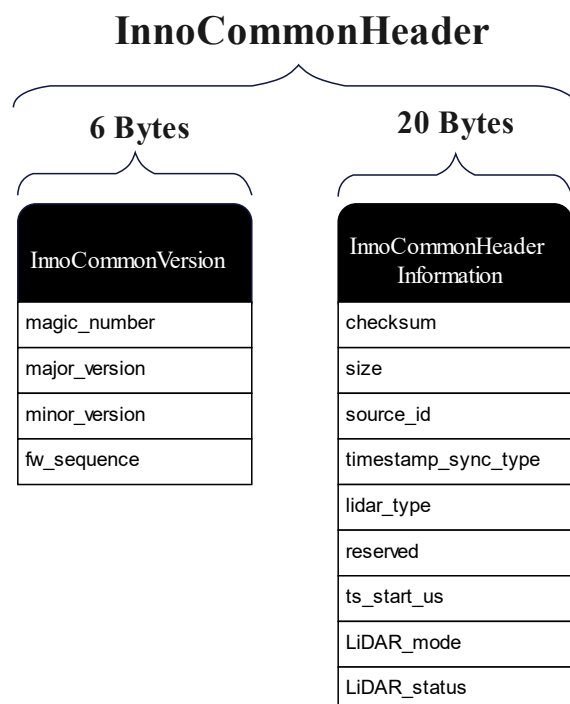 InnoCommonHeader
6 Bytes
20 Bytes
InnoCommonVersion
magic_number
major_version
minor_version
fw_sequence
InnoCommonHeader
Information
checksum
size
source_id
timestamp_sync_type
lidar_type
reserved
ts_start_us
LiDAR_mode
LiDAR_status